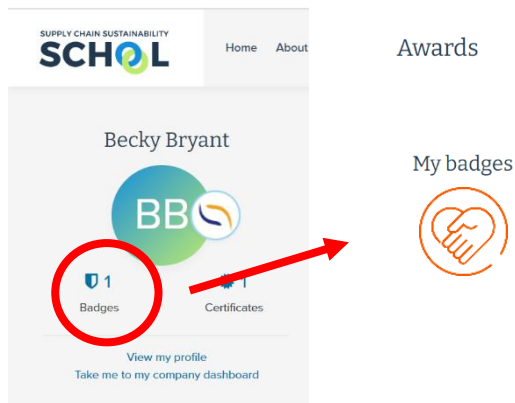 SUPPLY CHAIN SUSTAINABILITY
SCHOOL
Home About
Becky Bryant
BB
1 1
Badges Certificates
View my profile
Take me to my company dashboard
Awards
My badges